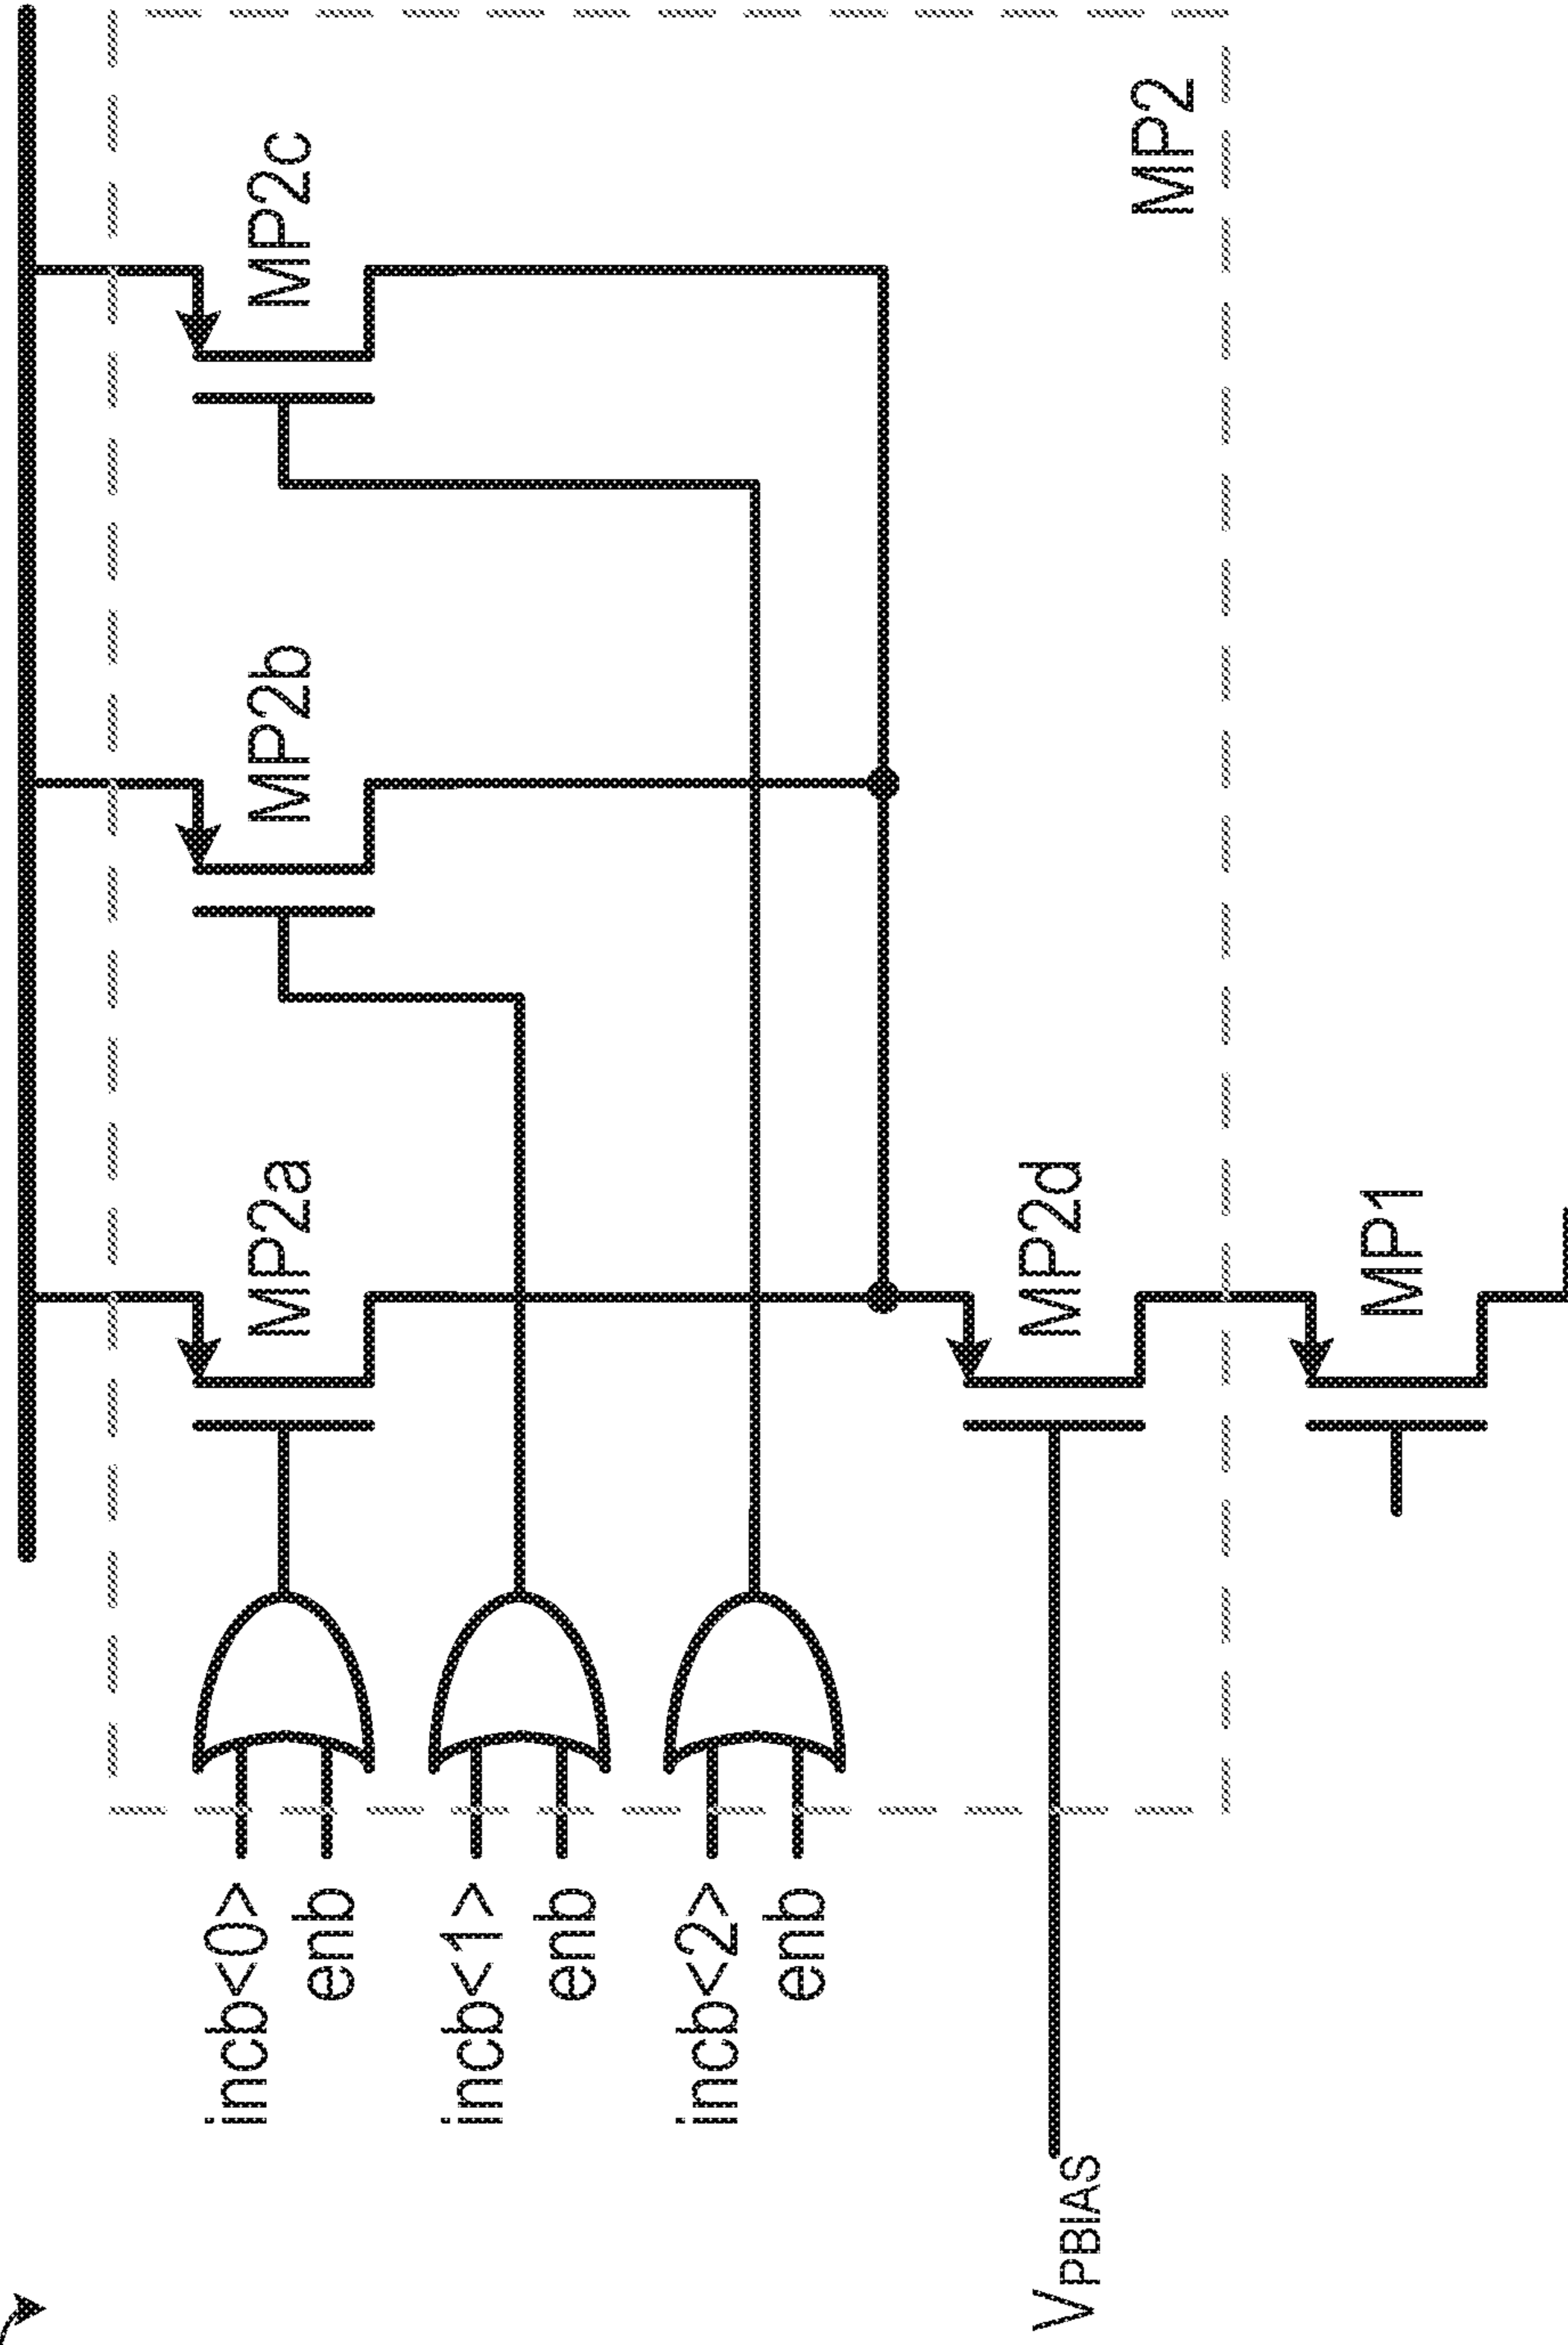 MP2a
MP2b
MP2c
incb<0>
enb
incb<1>
enb
incb<2>
enb
MP2d
VPBIAS
MP2
MP1